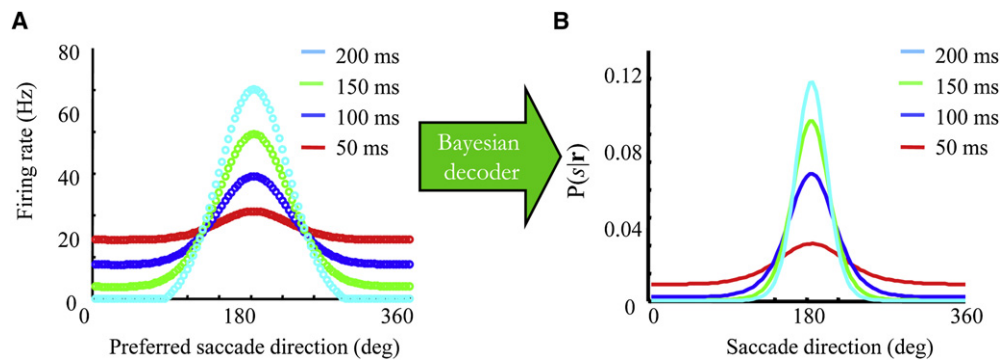 A
Firing rate (Hz)
80
60
40
20
0
180
360
Preferred saccade direction (deg)
200 ms
150 ms
100 ms
50 ms
Bayesian
decoder
B
P(s|r)
0.12
0.08
0.04
0
0
180
360
Saccade direction (deg)
200 ms
150 ms
100 ms
50 ms